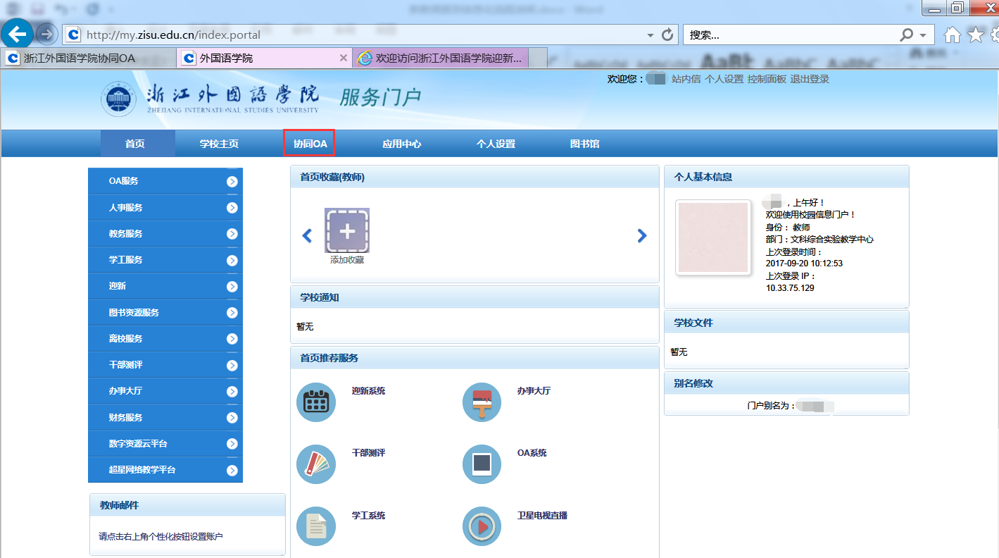 http://my.zisu.edu.cn/index.portal
搜索...
浙江外国语学院协同OA
外国语学院
欢迎访问浙江外国语学院迎新...
欢迎您： 站内信 个人设置 控制面板 退出登录
浙江外國語學院
ZHEJIANG INTERNATIONAL STUDIES UNIVERSITY
服务门户
首页 学校主页 协同OA 应用中心 个人设置 图书馆
OA服务
人事服务
教务服务
学工服务
迎新
图书资源服务
离校服务
干部测评
办事大厅
财务服务
数字资源云平台
超星网络教学平台
教师邮件
请点击右上角个性化按钮设置账户
首页收藏(教师)
添加收藏
学校通知
暂无
首页推荐服务
迎新系统 办事大厅
干部测评 OA系统
学工系统 卫星电视直播
个人基本信息
，上午好！
欢迎使用校园信息门户！
身份： 教师
部门：文科综合实验教学中心
上次登录时间：
2017-09-20 10:12:53
上次登录 IP：
10.33.75.129
学校文件
暂无
别名修改
门户别名为：